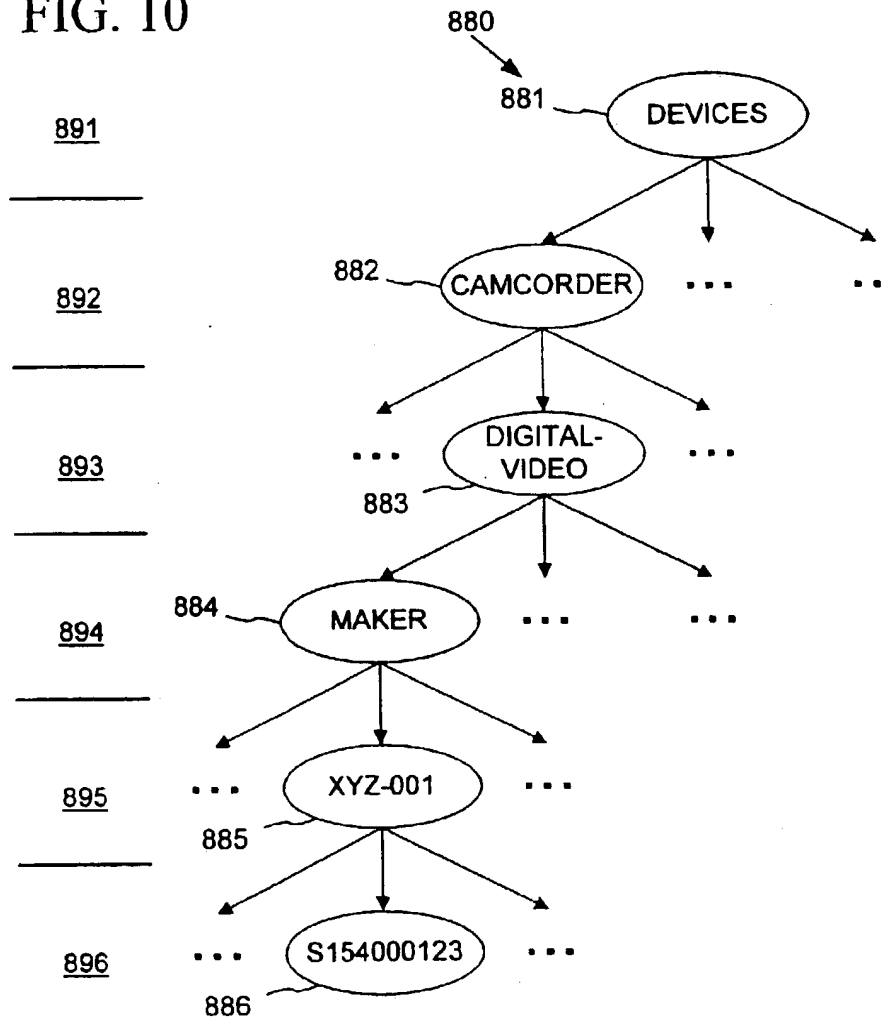 FIG. 10
880
881
DEVICES
891
882
CAMCORDER
... ..
892
...
DIGITAL-
VIDEO
...
893
883
884
MAKER
... ...
894
...
XYZ-001
...
895
885
...
S154000123
...
896
886